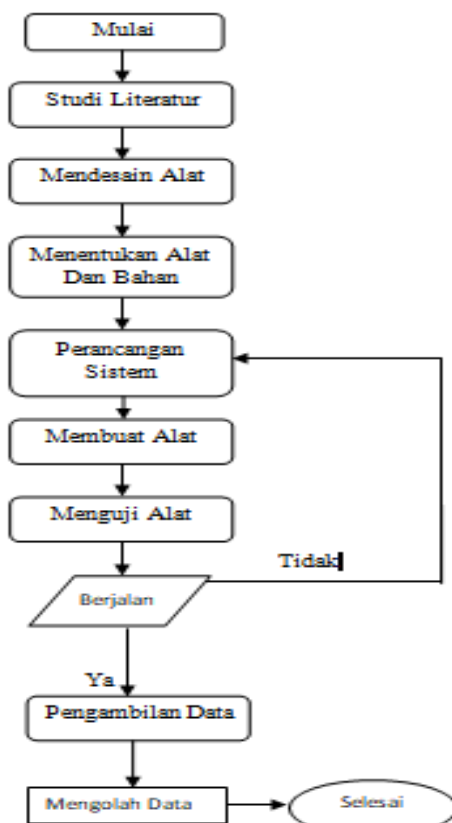 Mulai
Studi Literatur
Mendesain Alat
Menentukan Alat
Dan Bahan
Perancangan
Sistem
Membuat Alat
Menguji Alat
Tidak
Berjalan
Ya
Pengambilan Data
Mengolah Data
Selesai